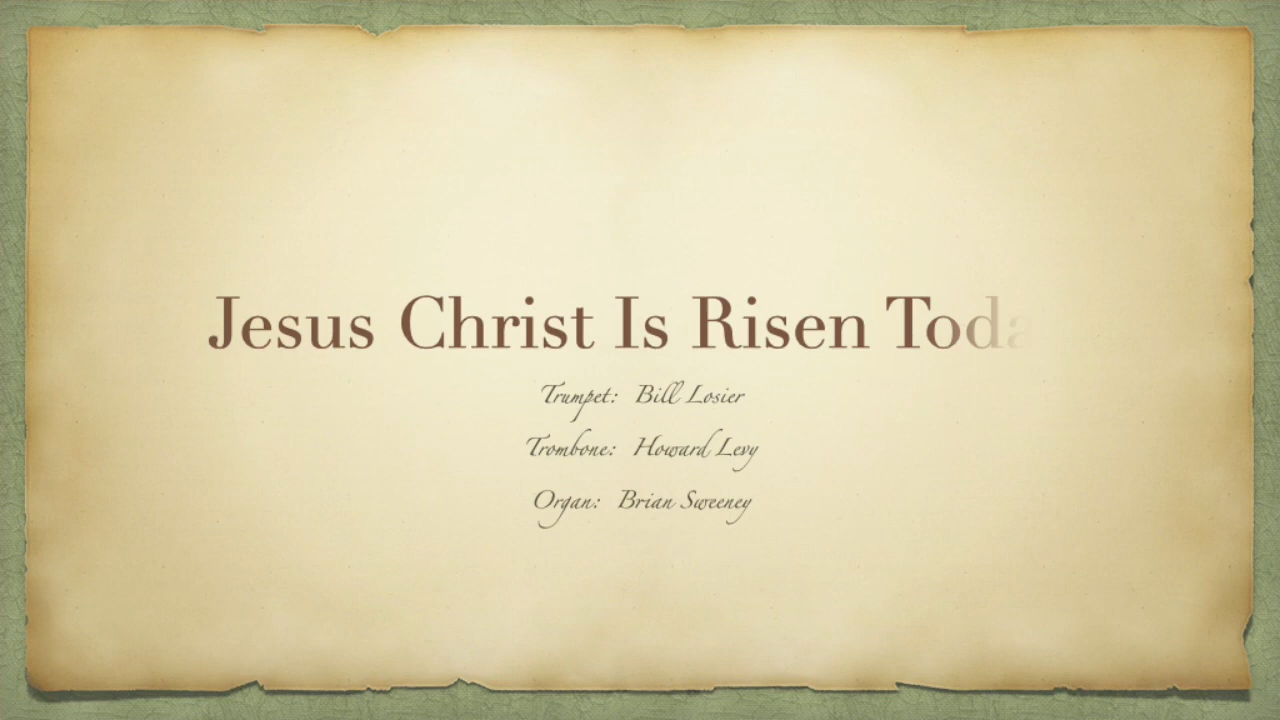 Jesus Christ Is Risen Toda
Trumpet: Bill Losier
Trombone: Howard Levy
Organ: Brian Sweeney